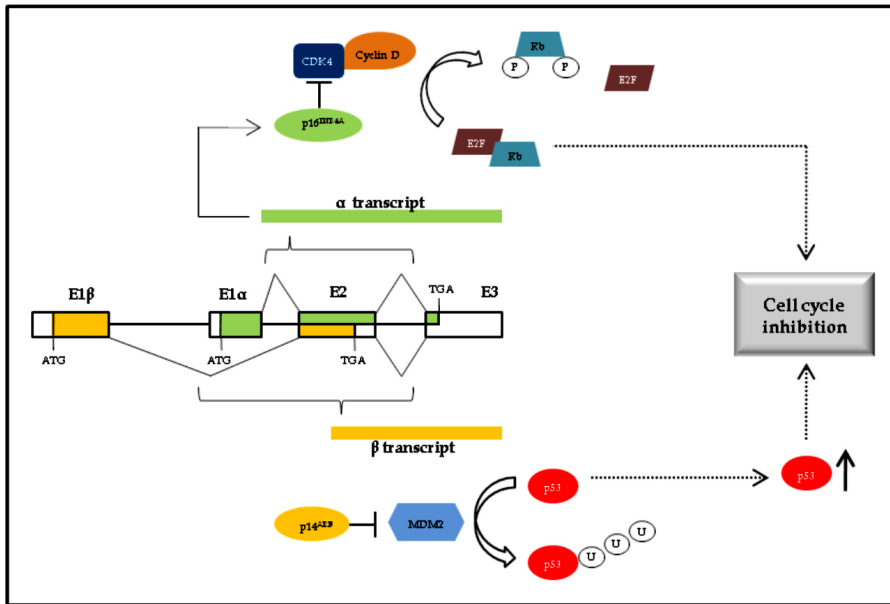 Cyclin D
CDK4
Rb
P P
E2F
p16INK4A
E2F
Rb
α transcript
TGA
E1β E1α E2 E3
Cell cycle
inhibition
ATG ATG TGA
β transcript
p53
p53
p14ARF
MDM2
p53
U U U